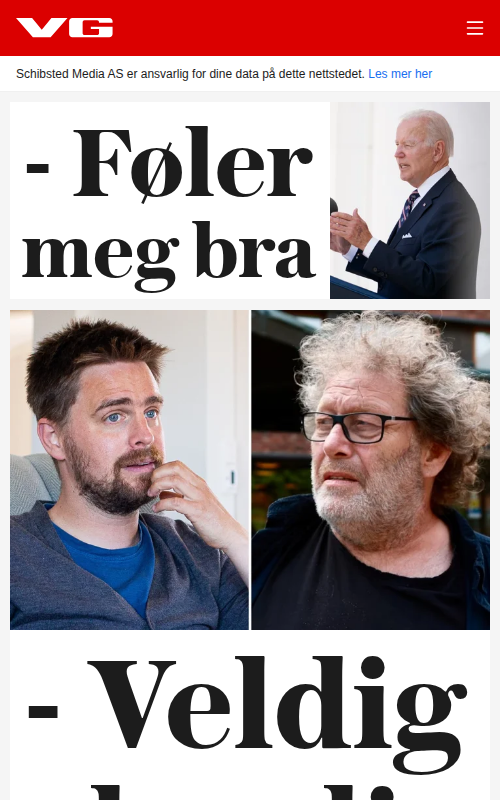 VG
Schibsted Media AS er ansvarlig for dine data på dette nettstedet. Les mer her
- Føler
meg bra
- Veldig